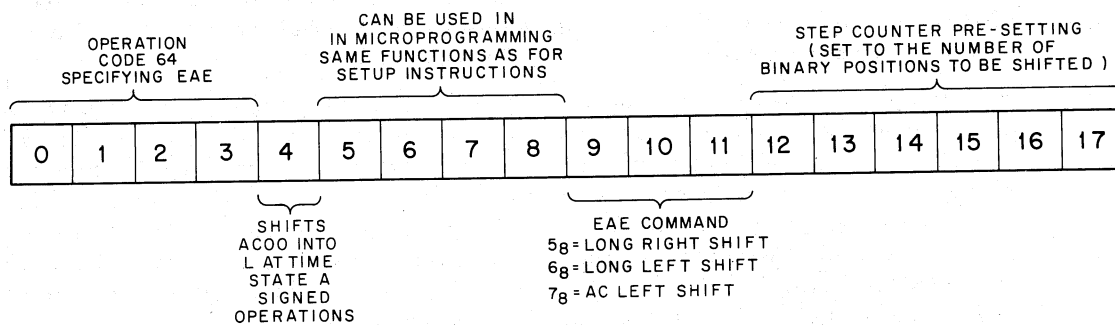 OPERATION
CODE 64
SPECIFYING EAE
CAN BE USED IN
IN MICROPROGRAMMING
SAME FUNCTIONS AS FOR
SETUP INSTRUCTIONS
STEP COUNTER PRE-SETTING
(SET TO THE NUMBER OF
BINARY POSITIONS TO BE SHIFTED)
0 1 2 3 4 5 6 7 8 9 10 11 12 13 14 15 16 17
SHIFTS
AC00 INTO
L AT TIME
STATE A
SIGNED
OPERATIONS
EAE COMMAND
5₈=LONG RIGHT SHIFT
6₈=LONG LEFT SHIFT
7₈=AC LEFT SHIFT